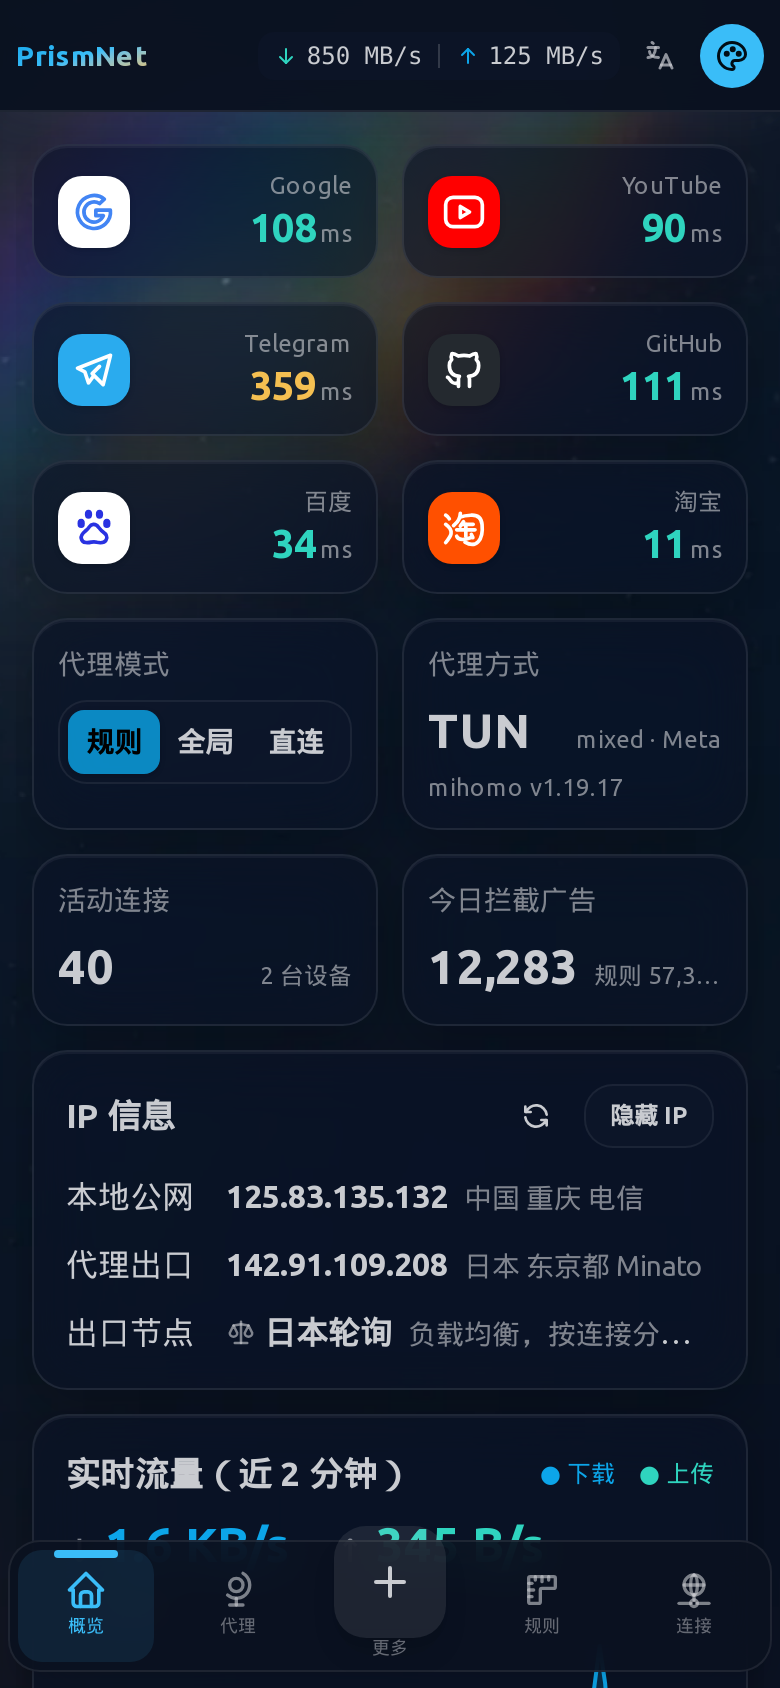 PrismNet ↓ 850 MB/s | ↑ 125 MB/s
Google
108 ms
YouTube
90 ms
Telegram
359 ms
GitHub
111 ms
百度
34 ms
淘
淘宝
11 ms
代理模式
规则 全局 直连
代理方式
TUN mixed · Meta
mihomo v1.19.17
活动连接
40 2 台设备
今日拦截广告
12,283 规则 57,3...
IP 信息 隐藏 IP
本地公网 125.83.135.132 中国 重庆 电信
代理出口 142.91.109.208 日本 东京都 Minato
出口节点 日本轮询 负载均衡，按连接分...
实时流量（近 2 分钟） 下载 上传
↓ 1.6 KB/s ↑ 345 B/s
概览 代理 更多 规则 连接